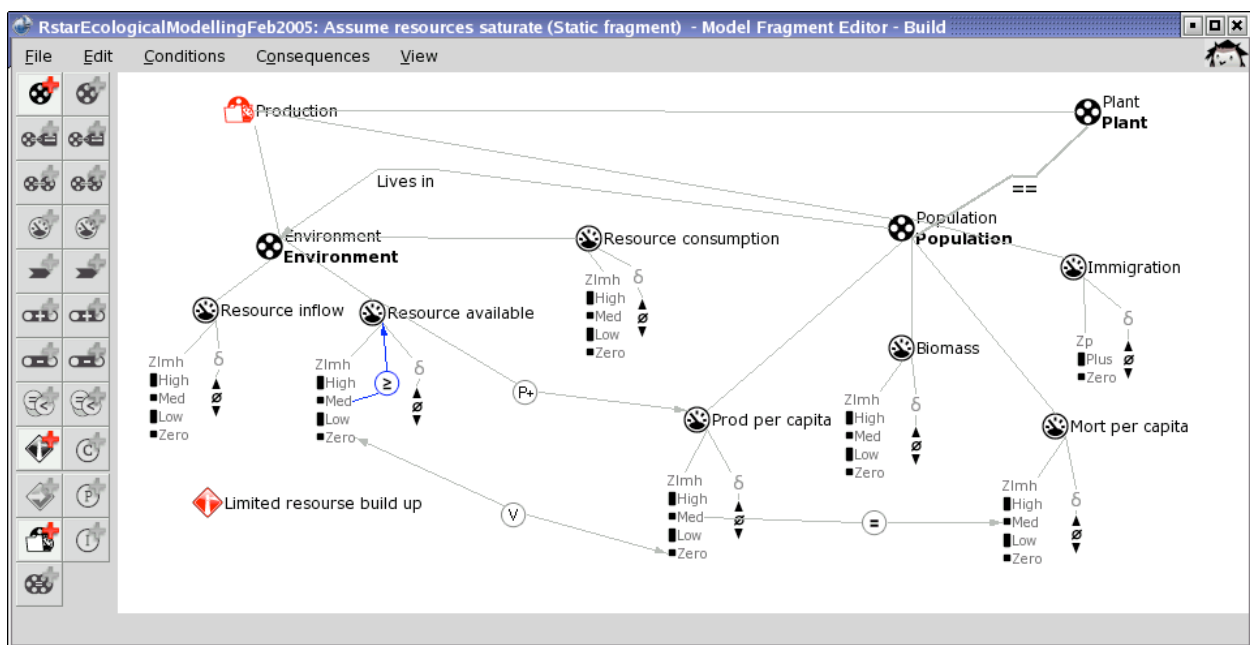 RstarEcologicalModellingFeb2005: Assume resources saturate (Static fragment) - Model Fragment Editor - Build
File Edit Conditions Consequences View
Production
Plant
Plant
Lives in
==
Environment
Environment
Resource consumption
Population
Population
Immigration
Zlmh δ
High
Med ø
Low
Zero
Resource inflow
Zlmh δ
High
Med ø
Low
Zero
Resource available
Zlmh δ
High
Med ø
Low
Zero
≥
P+
Prod per capita
Zlmh δ
High
Med ø
Low
Zero
Biomass
Zlmh δ
High
Med ø
Low
Zero
Zp δ
Plus ø
Zero
Mort per capita
Zlmh δ
High
Med ø
Low
Zero
Limited resourse build up
V
=
C
P
I